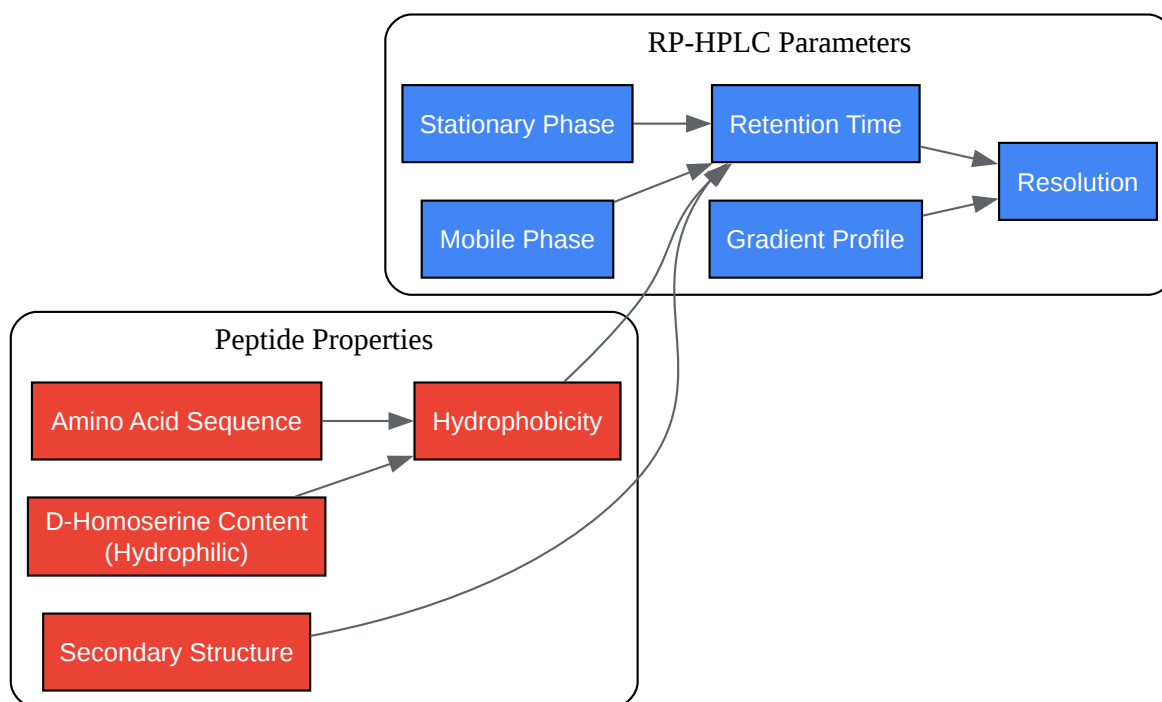 RP-HPLC Parameters
Stationary Phase
Retention Time
Resolution
Mobile Phase
Gradient Profile
Peptide Properties
Amino Acid Sequence
Hydrophobicity
D-Homoserine Content
(Hydrophilic)
Secondary Structure